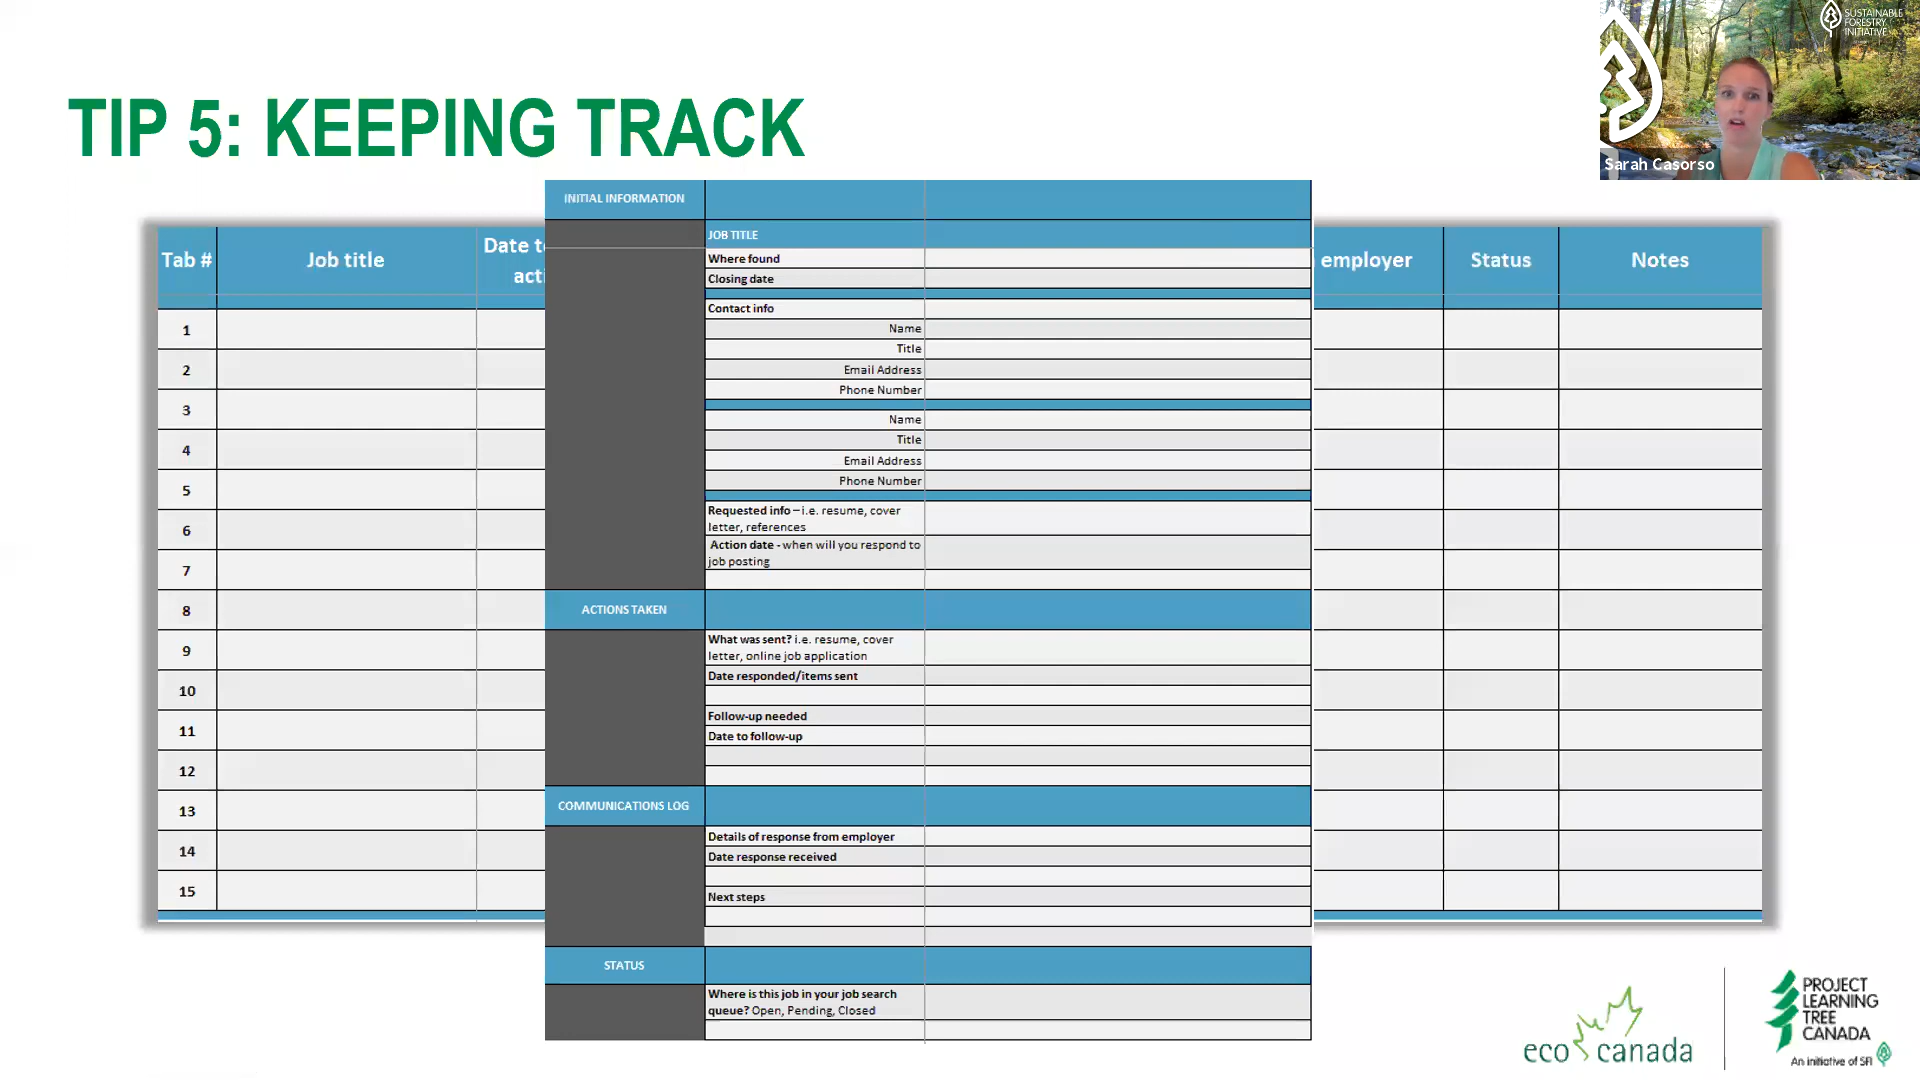 SUSTAINABLE
FORESTRY
INITIATIVE
Sarah Casorso
TIP 5: KEEPING TRACK
Tab #
Job title
Date t
acti
employer
Status
Notes
1
2
3
4
5
6
7
8
9
10
11
12
13
14
15
INITIAL INFORMATION
JOB TITLE
Where found
Closing date
Contact info
Name
Title
Email Address
Phone Number
Name
Title
Email Address
Phone Number
Requested info – i.e. resume, cover
letter, references
Action date - when will you respond to
job posting
ACTIONS TAKEN
What was sent? i.e. resume, cover
letter, online job application
Date responded/items sent
Follow-up needed
Date to follow-up
COMMUNICATIONS LOG
Details of response from employer
Date response received
Next steps
STATUS
Where is this job in your job search
queue? Open, Pending, Closed
eco canada
PROJECT
LEARNING
TREE
CANADA
An initiative of SFI